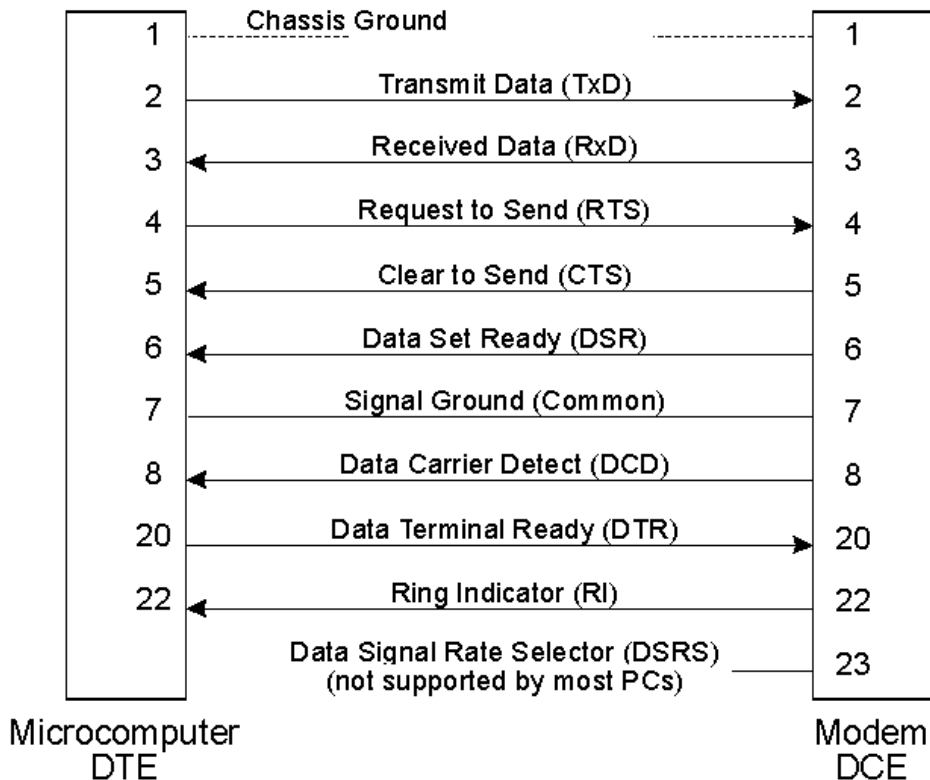 Chassis Ground
1 1
Transmit Data (TxD)
2 2
Received Data (RxD)
3 3
Request to Send (RTS)
4 4
Clear to Send (CTS)
5 5
Data Set Ready (DSR)
6 6
Signal Ground (Common)
7 7
Data Carrier Detect (DCD)
8 8
Data Terminal Ready (DTR)
20 20
Ring Indicator (RI)
22 22
Data Signal Rate Selector (DSRS)
23
(not supported by most PCs)
Microcomputer
DTE
Modem
DCE